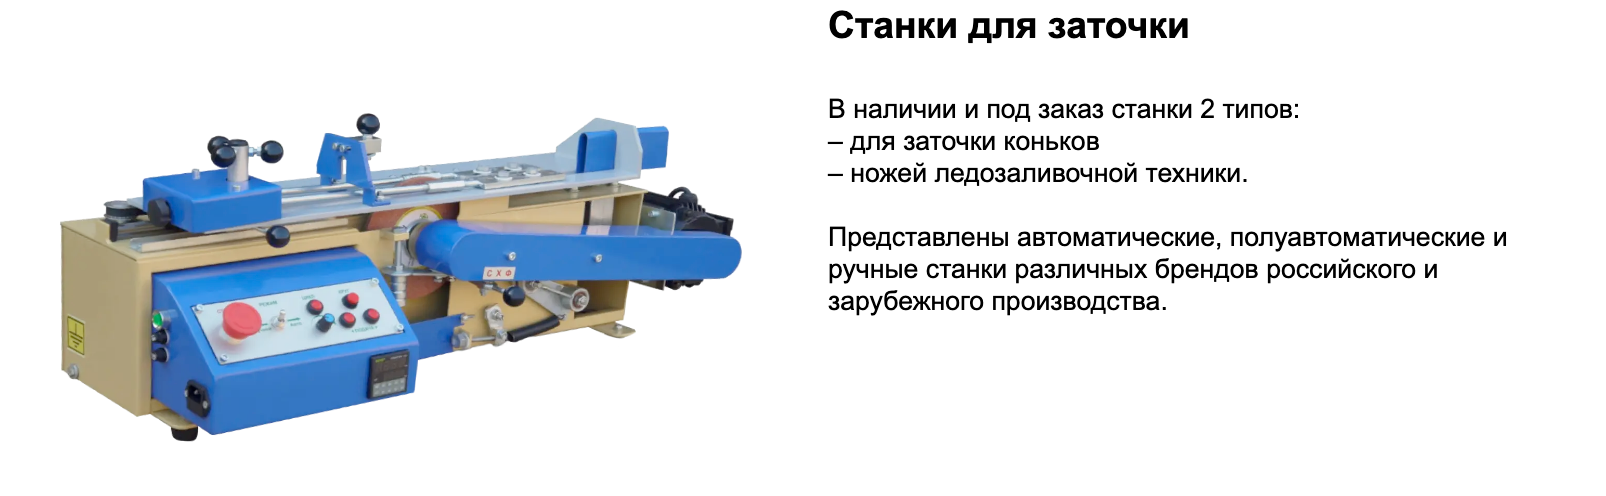 Станки для заточки
В наличии и под заказ станки 2 типов:
– для заточки коньков
– ножей ледозаливочной техники.
Представлены автоматические, полуавтоматические и
ручные станки различных брендов российского и
зарубежного производства.
СХФ